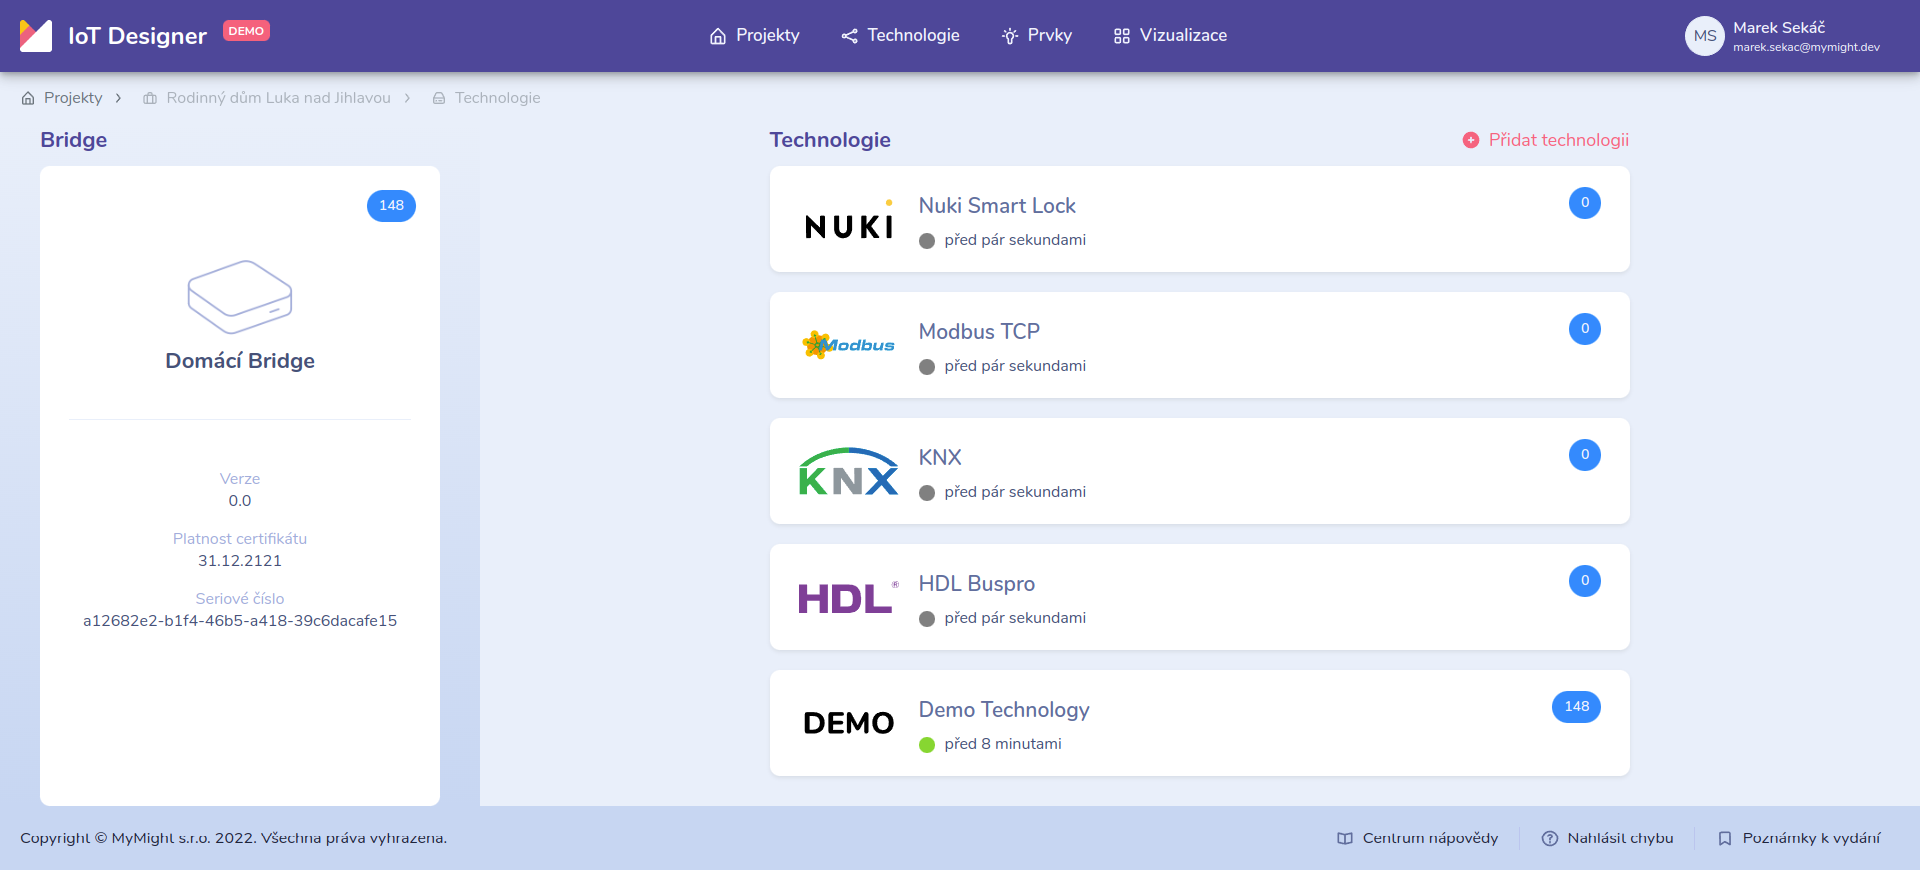 IoT Designer DEMO
Projekty Technologie Prvky Vizualizace
MS Marek Sekáč
marek.sekac@mymight.dev
Projekty Rodinný dům Luka nad Jihlavou Technologie
Bridge
148
Domácí Bridge
Verze
0.0
Platnost certifikátu
31.12.2121
Seriové číslo
a12682e2-b1f4-46b5-a418-39c6dacafe15
Technologie Přidat technologii
NUKI
Nuki Smart Lock
před pár sekundami
0
Modbus
Modbus TCP
před pár sekundami
0
KNX
KNX
před pár sekundami
0
HDL®
HDL Buspro
před pár sekundami
0
DEMO
Demo Technology
před 8 minutami
148
Copyright © MyMight s.r.o. 2022. Všechna práva vyhrazena.
Centrum nápovědy Nahlásit chybu Poznámky k vydání